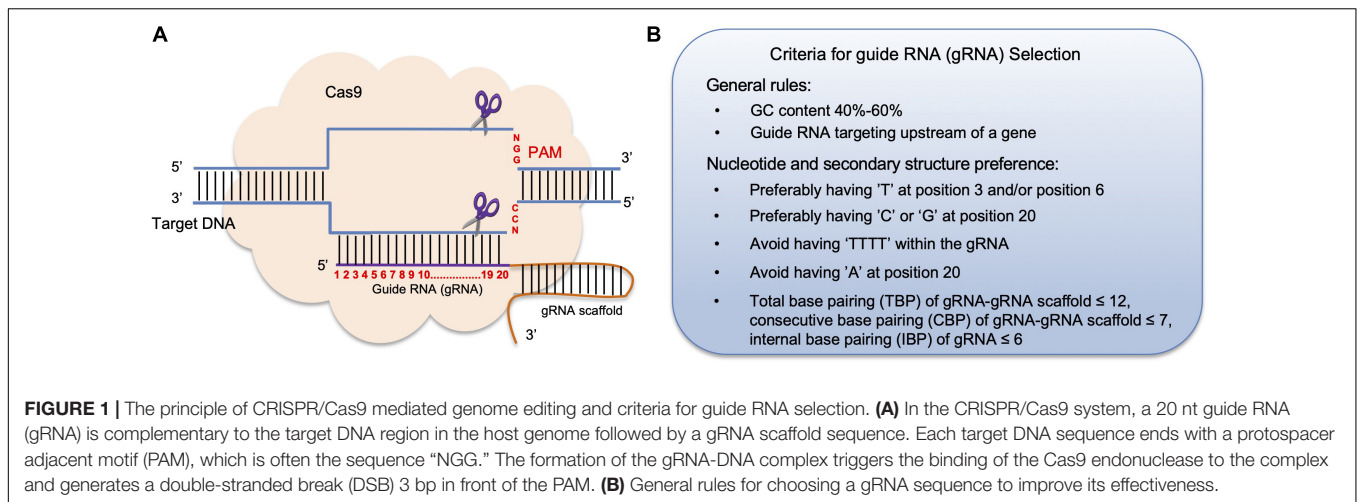 A
Cas9
N
G
G
PAM
5’
3’
3’
5’
Target DNA
C
C
N
5’
1 2 3 4 5 6 7 8 9 10................19 20
Guide RNA (gRNA)
gRNA scaffold
3’
B
Criteria for guide RNA (gRNA) Selection
General rules:
• GC content 40%-60%
• Guide RNA targeting upstream of a gene
Nucleotide and secondary structure preference:
• Preferably having ’T’ at position 3 and/or position 6
• Preferably having ’C’ or ‘G’ at position 20
• Avoid having ‘TTTT’ within the gRNA
• Avoid having ’A’ at position 20
• Total base pairing (TBP) of gRNA-gRNA scaffold ≤ 12,
consecutive base pairing (CBP) of gRNA-gRNA scaffold ≤ 7,
internal base pairing (IBP) of gRNA ≤ 6
FIGURE 1 | The principle of CRISPR/Cas9 mediated genome editing and criteria for guide RNA selection. (A) In the CRISPR/Cas9 system, a 20 nt guide RNA
(gRNA) is complementary to the target DNA region in the host genome followed by a gRNA scaffold sequence. Each target DNA sequence ends with a protospacer
adjacent motif (PAM), which is often the sequence “NGG.” The formation of the gRNA-DNA complex triggers the binding of the Cas9 endonuclease to the complex
and generates a double-stranded break (DSB) 3 bp in front of the PAM. (B) General rules for choosing a gRNA sequence to improve its effectiveness.